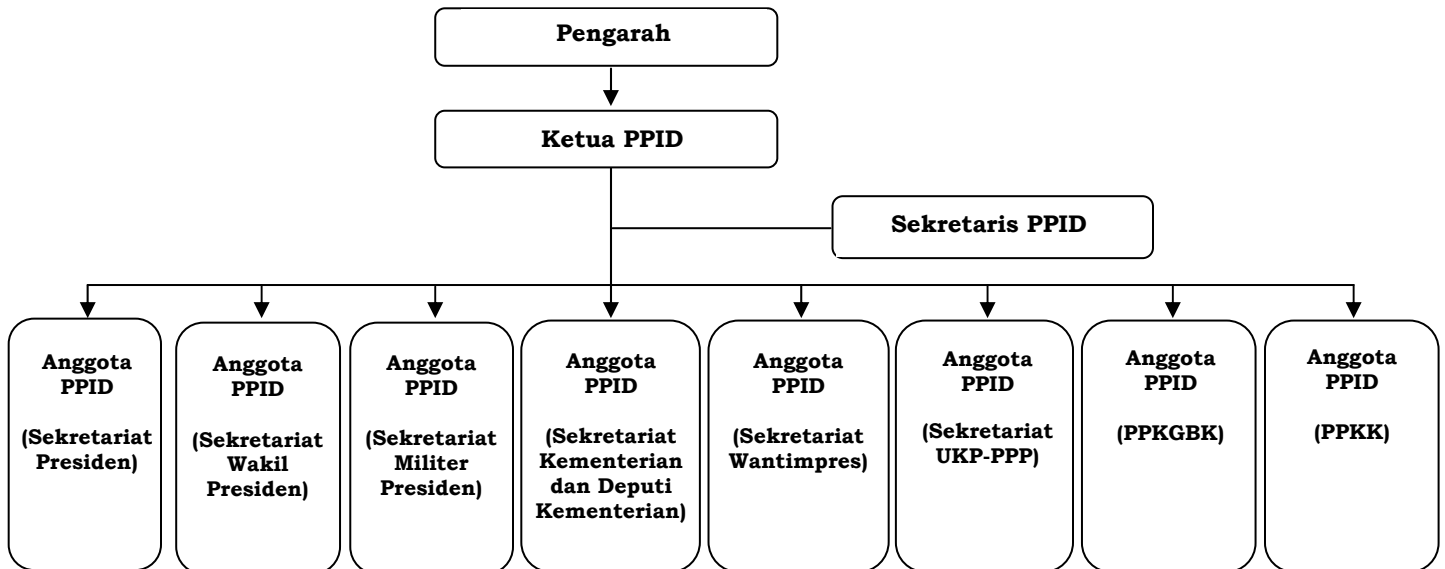 Pengarah
Ketua PPID
Sekretaris PPID
Anggota
PPID
(Sekretariat
Presiden)
Anggota
PPID
(Sekretariat
Wakil
Presiden)
Anggota
PPID
(Sekretariat
Militer
Presiden)
Anggota
PPID
(Sekretariat
Kementerian
dan Deputi
Kementerian)
Anggota
PPID
(Sekretariat
Wantimpres)
Anggota
PPID
(Sekretariat
UKP-PPP)
Anggota
PPID
(PPKGBK)
Anggota
PPID
(PPKK)